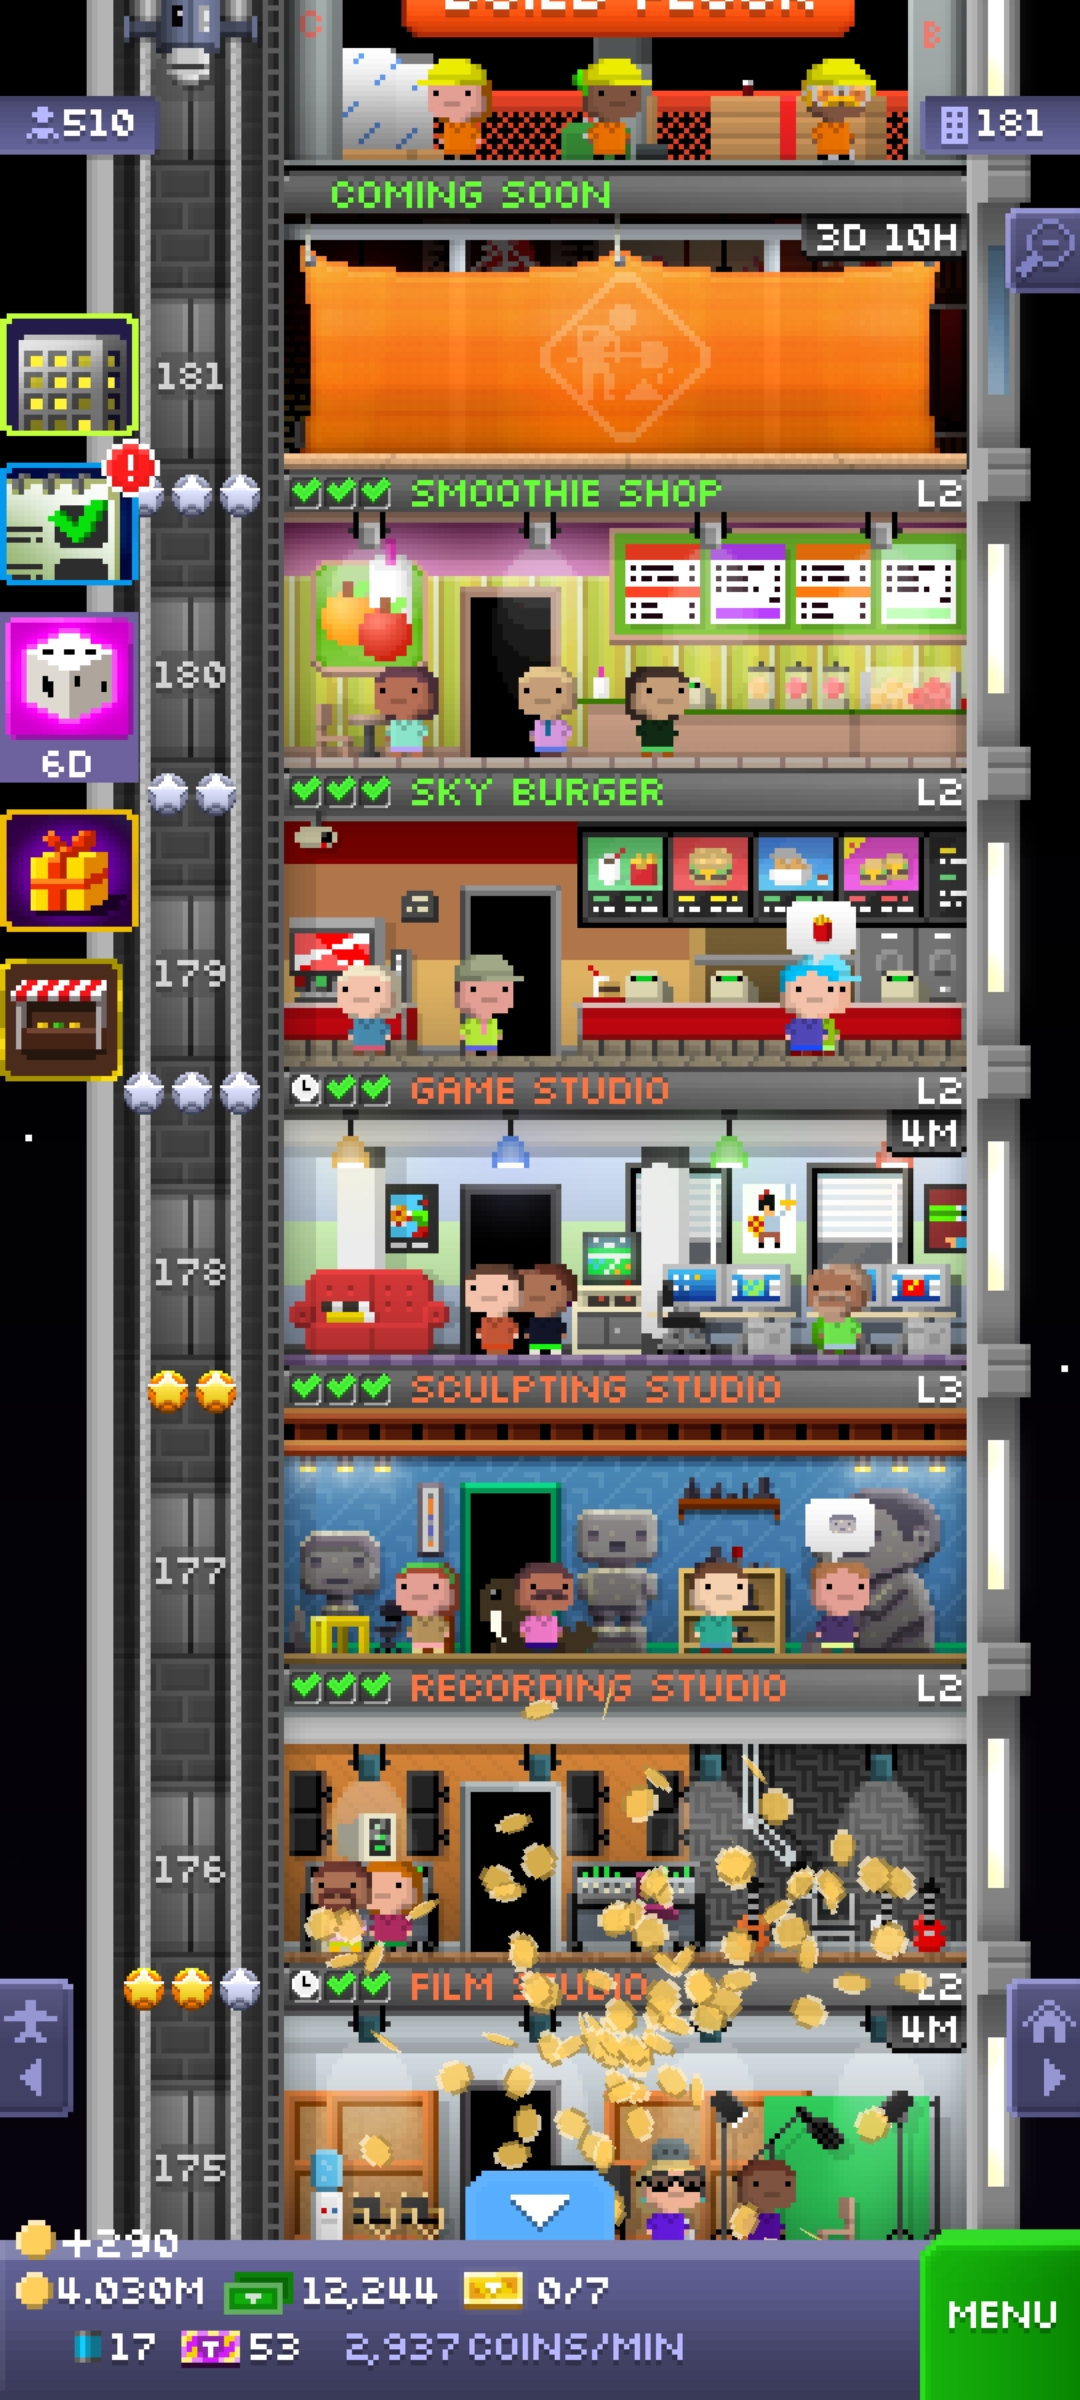 BUILD FLOOR
C
B
510
181
COMING SOON
3D 10H
181
SMOOTHIE SHOP L2
180
6D
SKY BURGER L2
179
GAME STUDIO L2
4M
178
SCULPTING STUDIO L3
177
RECORDING STUDIO L2
176
FILM STUDIO L2
4M
175
+290
4.030M 12,244 0/7
MENU
17 53 2,937 COINS/MIN